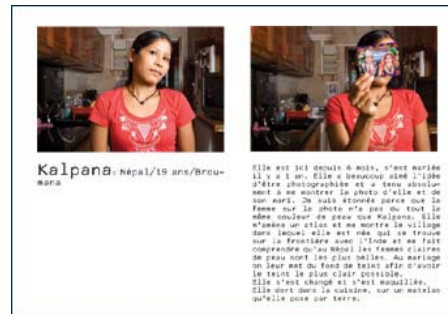 Kalpana: Népal/19 ans/Brou-
mana
Elle est ici depuis 6 mois, s'est mariée
il y a 1 an. Elle a beaucoup aimé l'idée
d'être photographiée et a tenu absolu-
ment à me montrer la photo d'elle et de
son mari. Je suis étonnée parce que la
femme sur la photo n'a pas du tout la
même couleur de peau que Kalpana. Elle
m'amène un atlas et me montre le village
dans lequel elle est née qui se trouve
sur la frontière avec l'Inde et me fait
comprendre qu'au Népal les femmes claires
de peau sont les plus belles. Au mariage
on leur met du fond de teint afin d'avoir
le teint le plus clair possible.
Elle s'est changé et s'est maquillée.
Elle dort dans la cuisine, sur un matelas
qu'elle pose par terre.